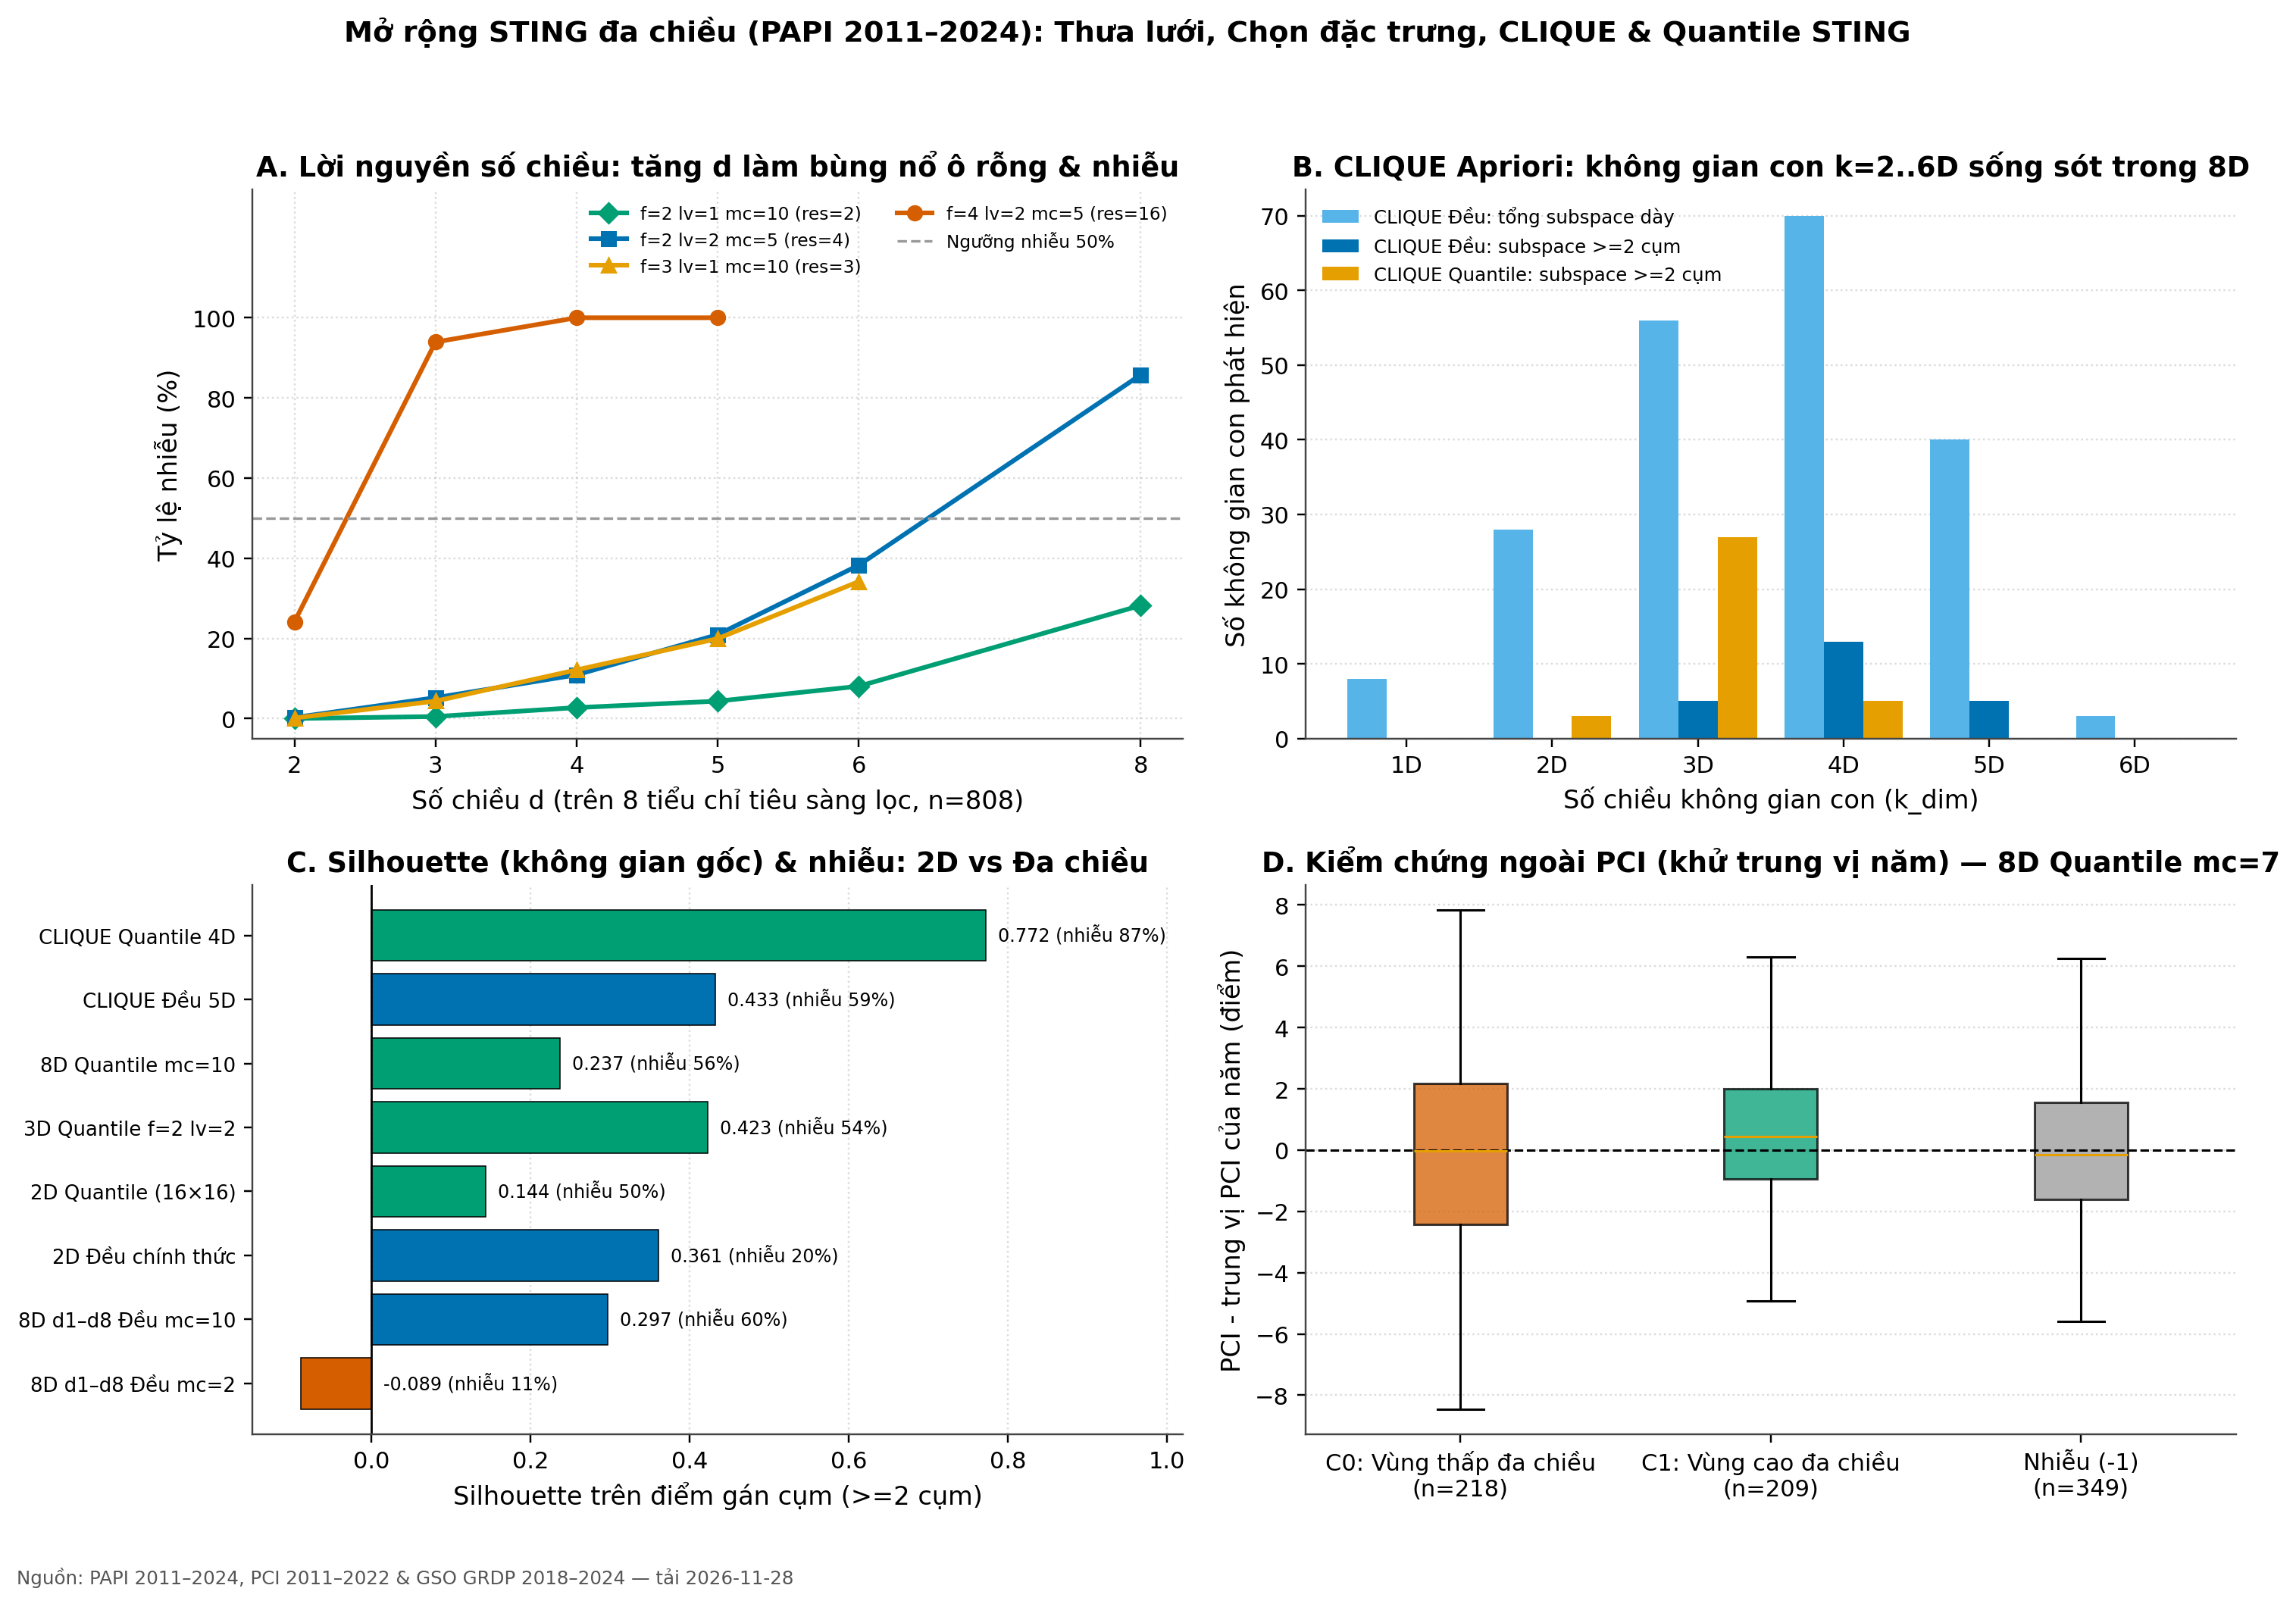 Mở rộng STING đa chiều (PAPI 2011–2024): Thưa lưới, Chọn đặc trưng, CLIQUE & Quantile STING
A. Lời nguyền số chiều: tăng d làm bùng nổ ô rỗng & nhiễu
f=2 lv=1 mc=10 (res=2)
f=2 lv=2 mc=5 (res=4)
f=3 lv=1 mc=10 (res=3)
f=4 lv=2 mc=5 (res=16)
Ngưỡng nhiễu 50%
Tỷ lệ nhiễu (%)
100
80
60
40
20
0
2 3 4 5 6 8
Số chiều d (trên 8 tiểu chỉ tiêu sàng lọc, n=808)
B. CLIQUE Apriori: không gian con k=2..6D sống sót trong 8D
CLIQUE Đều: tổng subspace dày
CLIQUE Đều: subspace >=2 cụm
CLIQUE Quantile: subspace >=2 cụm
Số không gian con phát hiện
70
60
50
40
30
20
10
0
1D 2D 3D 4D 5D 6D
Số chiều không gian con (k_dim)
C. Silhouette (không gian gốc) & nhiễu: 2D vs Đa chiều
CLIQUE Quantile 4D 0.772 (nhiễu 87%)
CLIQUE Đều 5D 0.433 (nhiễu 59%)
8D Quantile mc=10 0.237 (nhiễu 56%)
3D Quantile f=2 lv=2 0.423 (nhiễu 54%)
2D Quantile (16×16) 0.144 (nhiễu 50%)
2D Đều chính thức 0.361 (nhiễu 20%)
8D d1–d8 Đều mc=10 0.297 (nhiễu 60%)
8D d1–d8 Đều mc=2 -0.089 (nhiễu 11%)
0.0 0.2 0.4 0.6 0.8 1.0
Silhouette trên điểm gán cụm (>=2 cụm)
D. Kiểm chứng ngoài PCI (khử trung vị năm) — 8D Quantile mc=7
PCI - trung vị PCI của năm (điểm)
8
6
4
2
0
−2
−4
−6
−8
C0: Vùng thấp đa chiều
(n=218)
C1: Vùng cao đa chiều
(n=209)
Nhiễu (-1)
(n=349)
Nguồn: PAPI 2011–2024, PCI 2011–2022 & GSO GRDP 2018–2024 — tải 2026-11-28